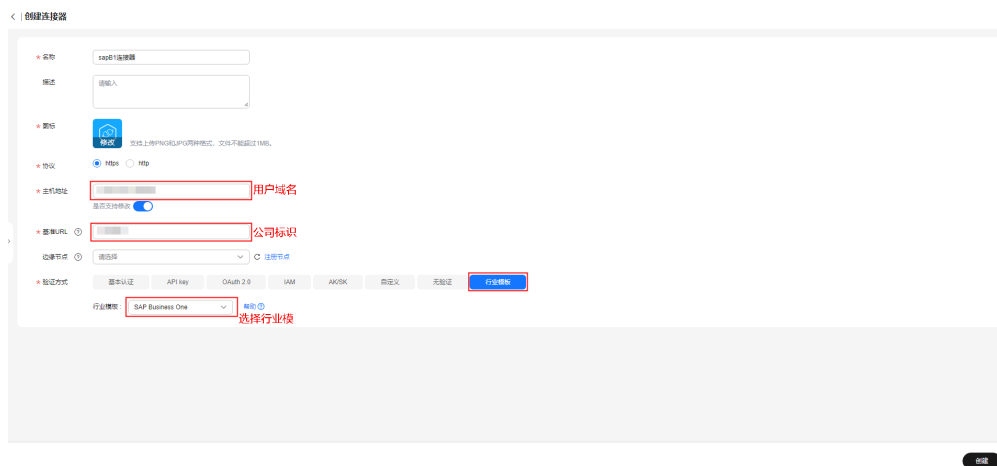 创建连接器
* 名称 sapB1连接器
描述 请输入
* 图标 修改 支持上传PNG和JPG两种格式，文件不能超过1MB。
* 协议 https http
* 主机地址 用户域名
是否支持修改
* 基准URL 公司标识
边缘节点 请选择 注册节点
* 验证方式 基本认证 API key OAuth 2.0 IAM AK/SK 自定义 无验证 行业模板
行业模板： SAP Business One 帮助
选择行业模
创建